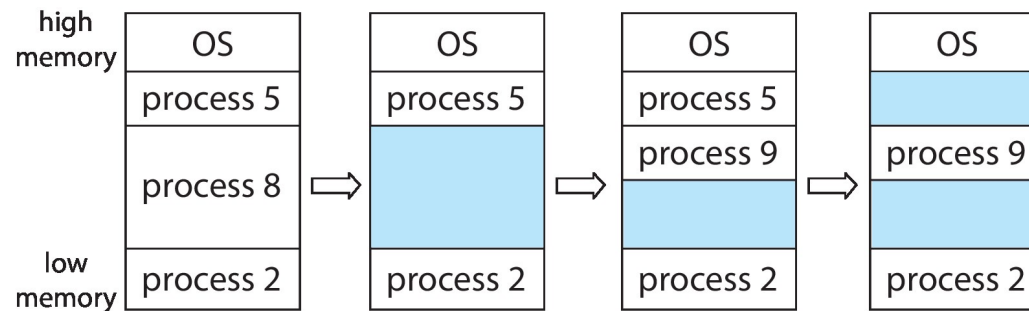 high
memory
OS
process 5
process 8
process 2
low
memory
OS
process 5
process 2
OS
process 5
process 9
process 2
OS
process 9
process 2